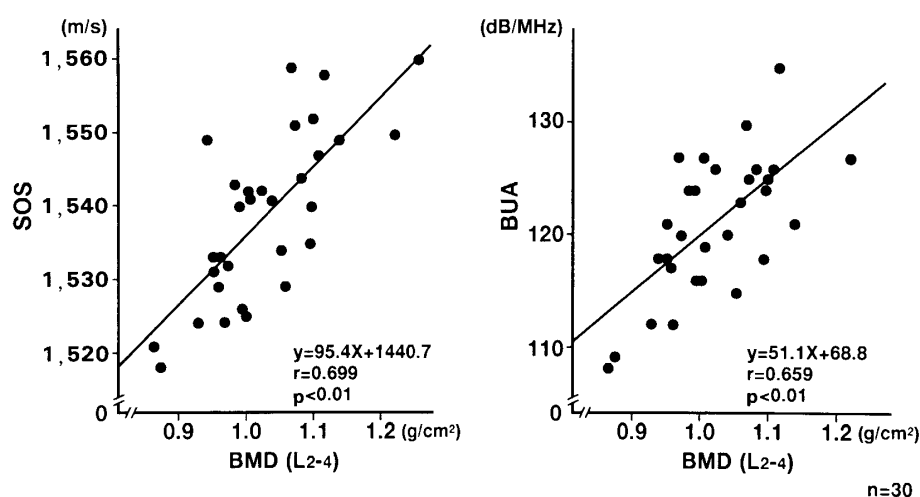 (m/s)
1,560
1,550
1,540
1,530
1,520
0
SOS
0.9 1.0 1.1 1.2 (g/cm²)
BMD (L2-4)
y=95.4X+1440.7
r=0.699
p<0.01
(dB/MHz)
130
120
110
0
BUA
0.9 1.0 1.1 1.2 (g/cm²)
BMD (L2-4)
y=51.1X+68.8
r=0.659
p<0.01
n=30